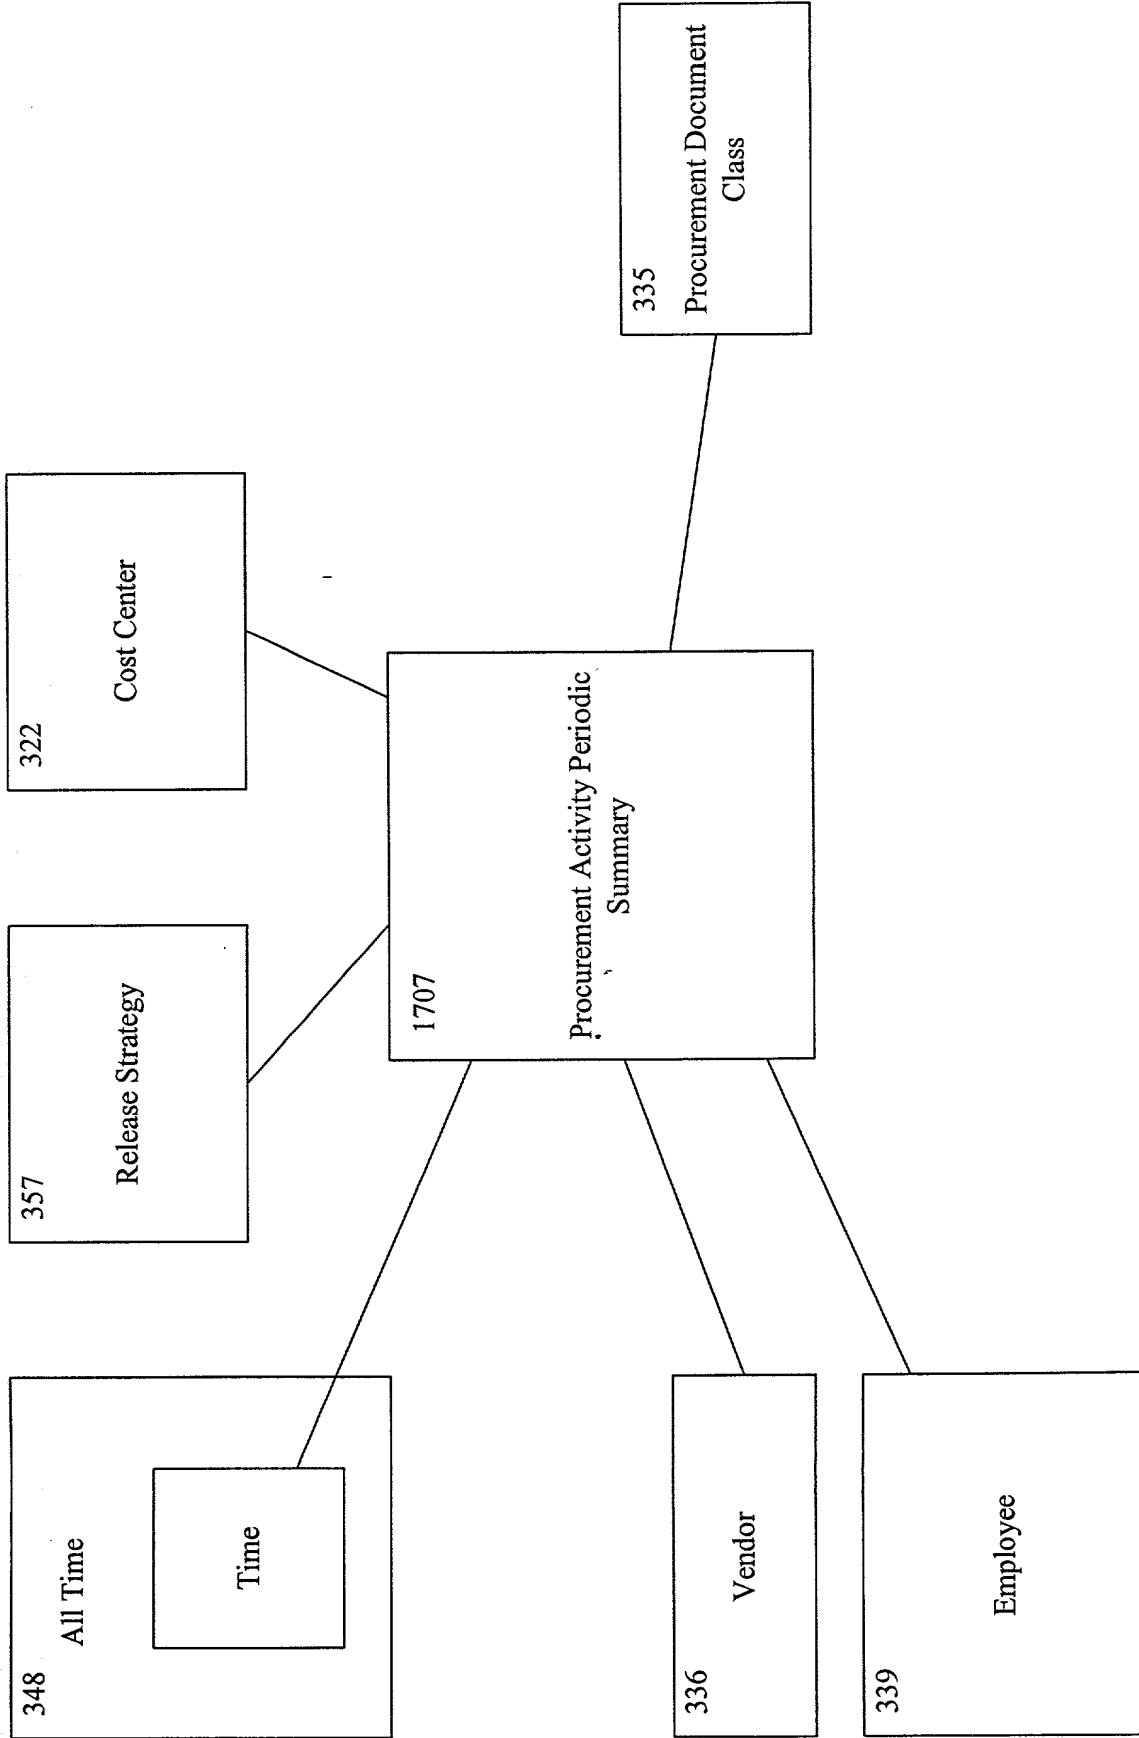 348
All Time
Time
357
Release Strategy
322
Cost Center
1707
Procurement Activity Periodic
Summary
336
Vendor
339
Employee
335
Procurement Document
Class